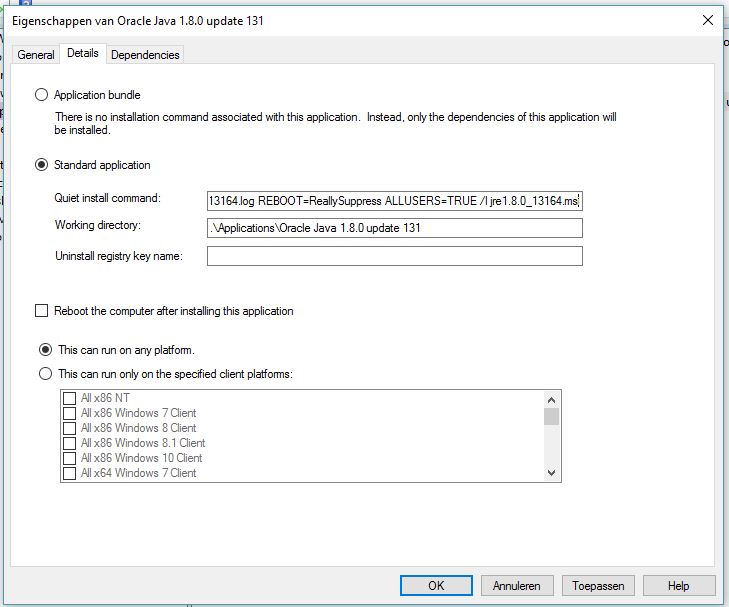 Eigenschappen van Oracle Java 1.8.0 update 131
General Details Dependencies
Application bundle
There is no installation command associated with this application. Instead, only the dependencies of this application will
be installed.
Standard application
Quiet install command: 13164.log REBOOT=ReallySuppress ALLUSERS=TRUE /I jre1.8.0_13164.ms
Working directory: .\Applications\Oracle Java 1.8.0 update 131
Uninstall registry key name:
Reboot the computer after installing this application
This can run on any platform.
This can run only on the specified client platforms:
All x86 NT
All x86 Windows 7 Client
All x86 Windows 8 Client
All x86 Windows 8.1 Client
All x86 Windows 10 Client
All x64 Windows 7 Client
OK Annuleren Toepassen Help